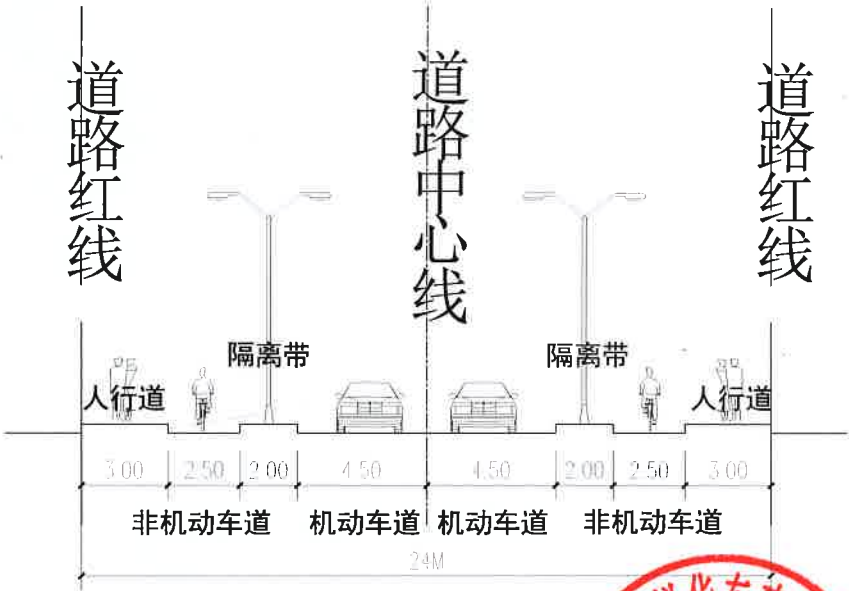 道路红线
道路中心线
道路红线
隔离带
隔离带
人行道
人行道
3.00 2.50 2.00 4.50 4.50 2.00 2.50 3.00
非机动车道 机动车道 机动车道 非机动车道
24M